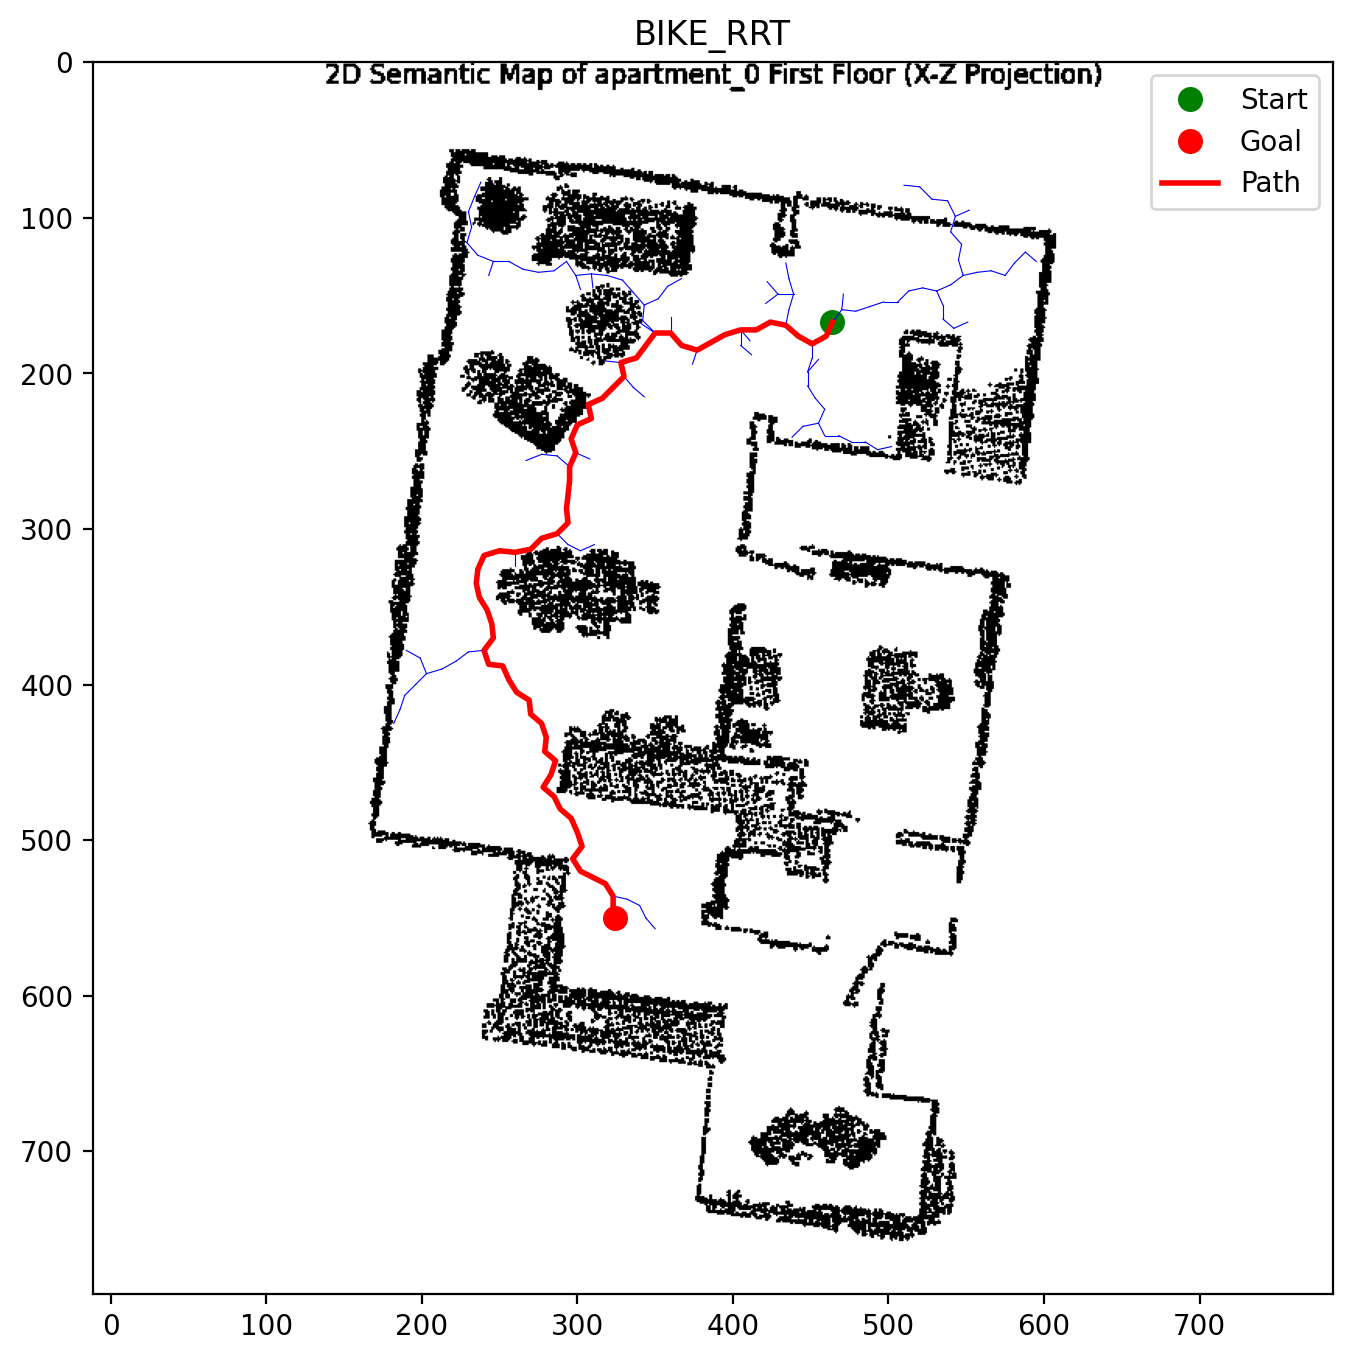 BIKE_RRT
2D Semantic Map of apartment_0 First Floor (X-Z Projection)
Start
Goal
Path
0
100
200
300
400
500
600
700
0 100 200 300 400 500 600 700